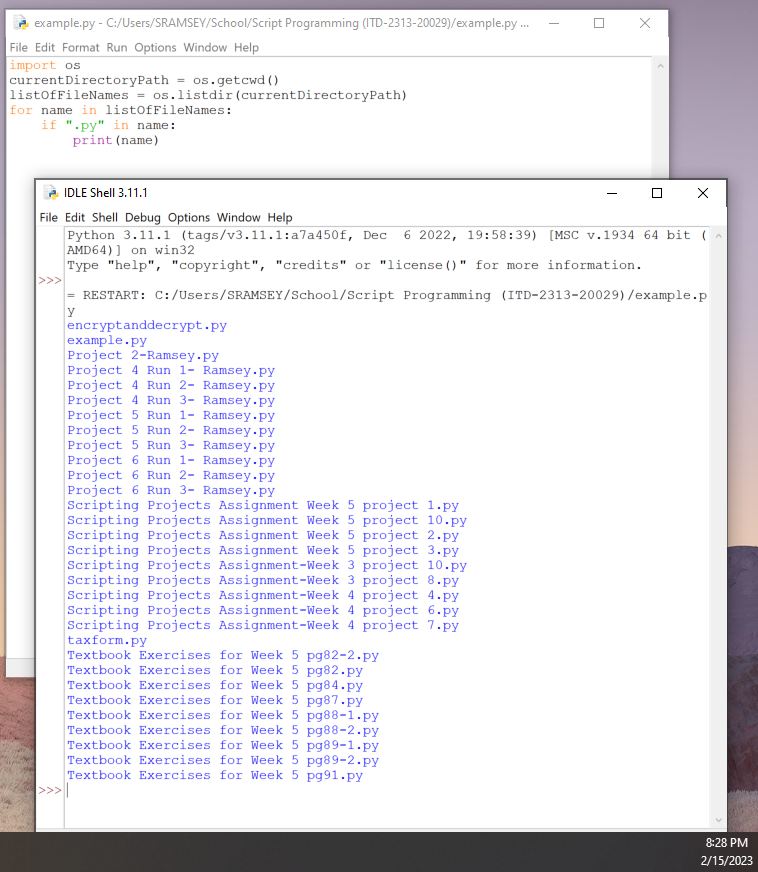 example.py - C:/Users/SRAMSEY/School/Script Programming (ITD-2313-20029)/example.py ...
File Edit Format Run Options Window Help
import os
currentDirectoryPath = os.getcwd()
listOfFileNames = os.listdir(currentDirectoryPath)
for name in listOfFileNames:
    if ".py" in name:
        print(name)
IDLE Shell 3.11.1
File Edit Shell Debug Options Window Help
Python 3.11.1 (tags/v3.11.1:a7a450f, Dec  6 2022, 19:58:39) [MSC v.1934 64 bit (
AMD64)] on win32
Type "help", "copyright", "credits" or "license()" for more information.
>>>
= RESTART: C:/Users/SRAMSEY/School/Script Programming (ITD-2313-20029)/example.p
y
encryptanddecrypt.py
example.py
Project 2-Ramsey.py
Project 4 Run 1- Ramsey.py
Project 4 Run 2- Ramsey.py
Project 4 Run 3- Ramsey.py
Project 5 Run 1- Ramsey.py
Project 5 Run 2- Ramsey.py
Project 5 Run 3- Ramsey.py
Project 6 Run 1- Ramsey.py
Project 6 Run 2- Ramsey.py
Project 6 Run 3- Ramsey.py
Scripting Projects Assignment Week 5 project 1.py
Scripting Projects Assignment Week 5 project 10.py
Scripting Projects Assignment Week 5 project 2.py
Scripting Projects Assignment Week 5 project 3.py
Scripting Projects Assignment-Week 3 project 10.py
Scripting Projects Assignment-Week 3 project 8.py
Scripting Projects Assignment-Week 4 project 4.py
Scripting Projects Assignment-Week 4 project 6.py
Scripting Projects Assignment-Week 4 project 7.py
taxform.py
Textbook Exercises for Week 5 pg82-2.py
Textbook Exercises for Week 5 pg82.py
Textbook Exercises for Week 5 pg84.py
Textbook Exercises for Week 5 pg87.py
Textbook Exercises for Week 5 pg88-1.py
Textbook Exercises for Week 5 pg88-2.py
Textbook Exercises for Week 5 pg89-1.py
Textbook Exercises for Week 5 pg89-2.py
Textbook Exercises for Week 5 pg91.py
>>>
8:28 PM
2/15/2023